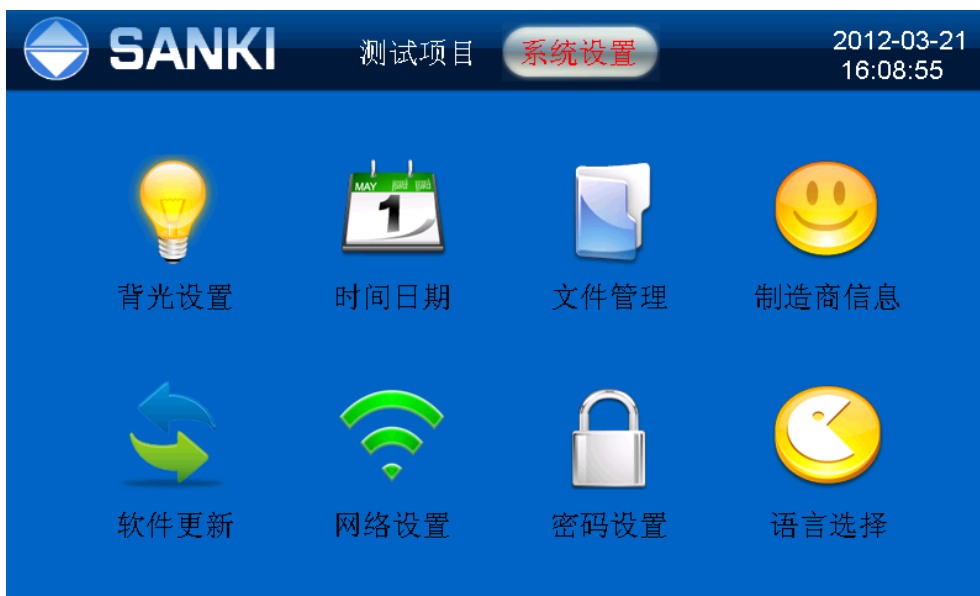 SANKI
测试项目
系统设置
2012-03-21
16:08:55
MAY
1
背光设置
时间日期
文件管理
制造商信息
软件更新
网络设置
密码设置
语言选择